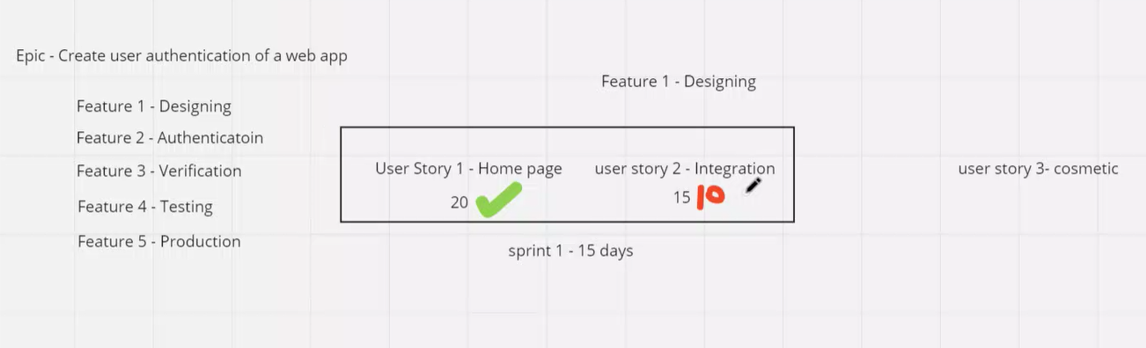 Epic - Create user authentication of a web app
Feature 1 - Designing
Feature 2 - Authenticatoin
Feature 3 - Verification
Feature 4 - Testing
Feature 5 - Production
Feature 1 - Designing
User Story 1 - Home page
20
user story 2 - Integration
15 10
sprint 1 - 15 days
user story 3- cosmetic